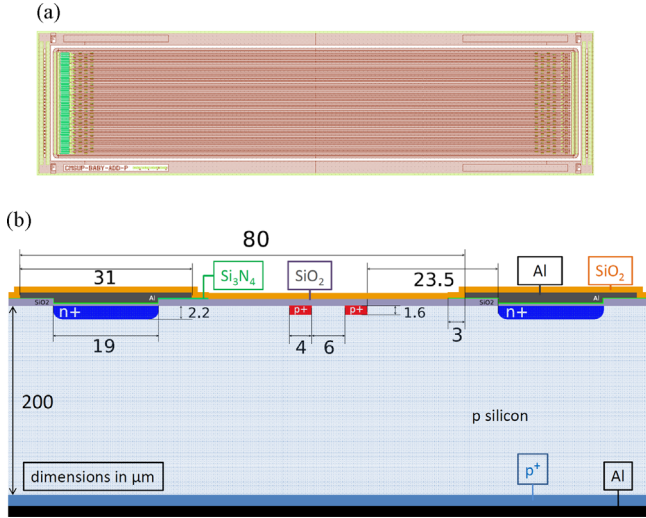 (a)
CMSUP-BABY-ADD-P
(b)
80
31
Si3N4
SiO2
23.5
Al
SiO2
SiO2
Al
SiO2
Al
n+
2.2
p+
p+
1.6
n+
19
4
6
3
200
p silicon
dimensions in µm
p+
Al